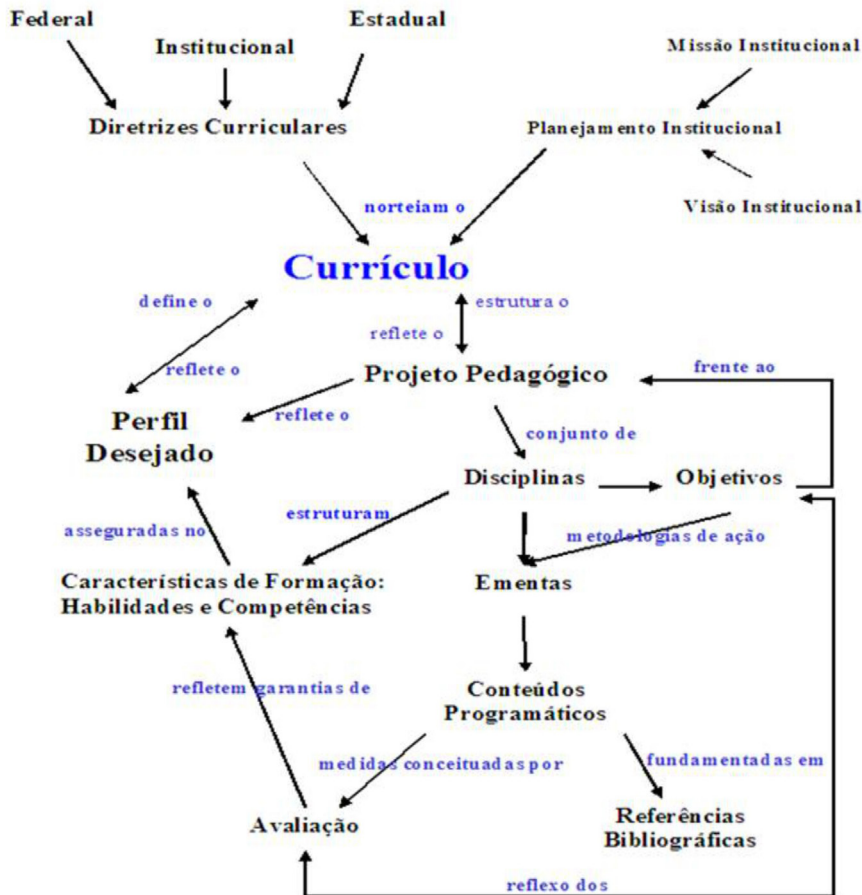 Federal
Estadual
Institucional
Missão Institucional
Diretrizes Curriculares
Planejamento Institucional
norteiam o
Visão Institucional
Currículo
define o
estrutura o
reflete o
reflete o
Projeto Pedagógico
frente ao
reflete o
Perfil
Desejado
conjunto de
Disciplinas
Objetivos
estruturam
asseguradas no
metodologias de ação
Características de Formação:
Habilidades e Competências
Ementas
refletem garantias de
Conteúdos
Programáticos
medidas conceituadas por
fundamentadas em
Avaliação
Referências
Bibliográficas
reflexo dos